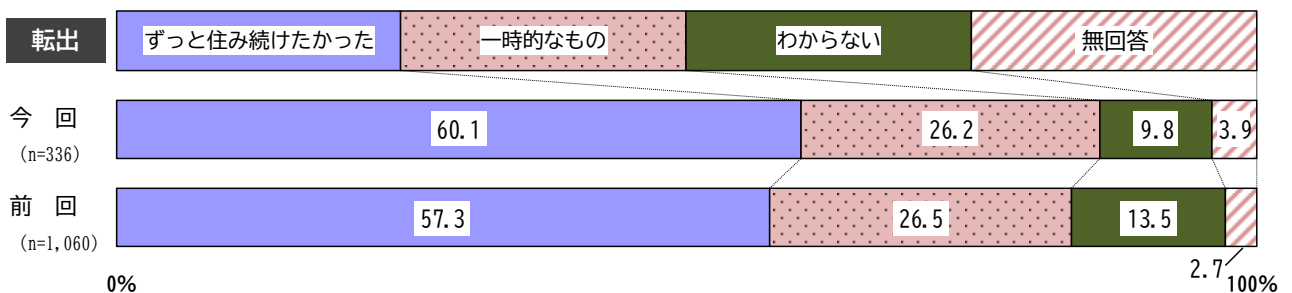 転出 ずっと住み続けたかった 一時的なもの わからない 無回答
今 回 60.1 26.2 9.8 3.9
(n=336)
前 回 57.3 26.5 13.5
(n=1,060)
2.7
0% 100%